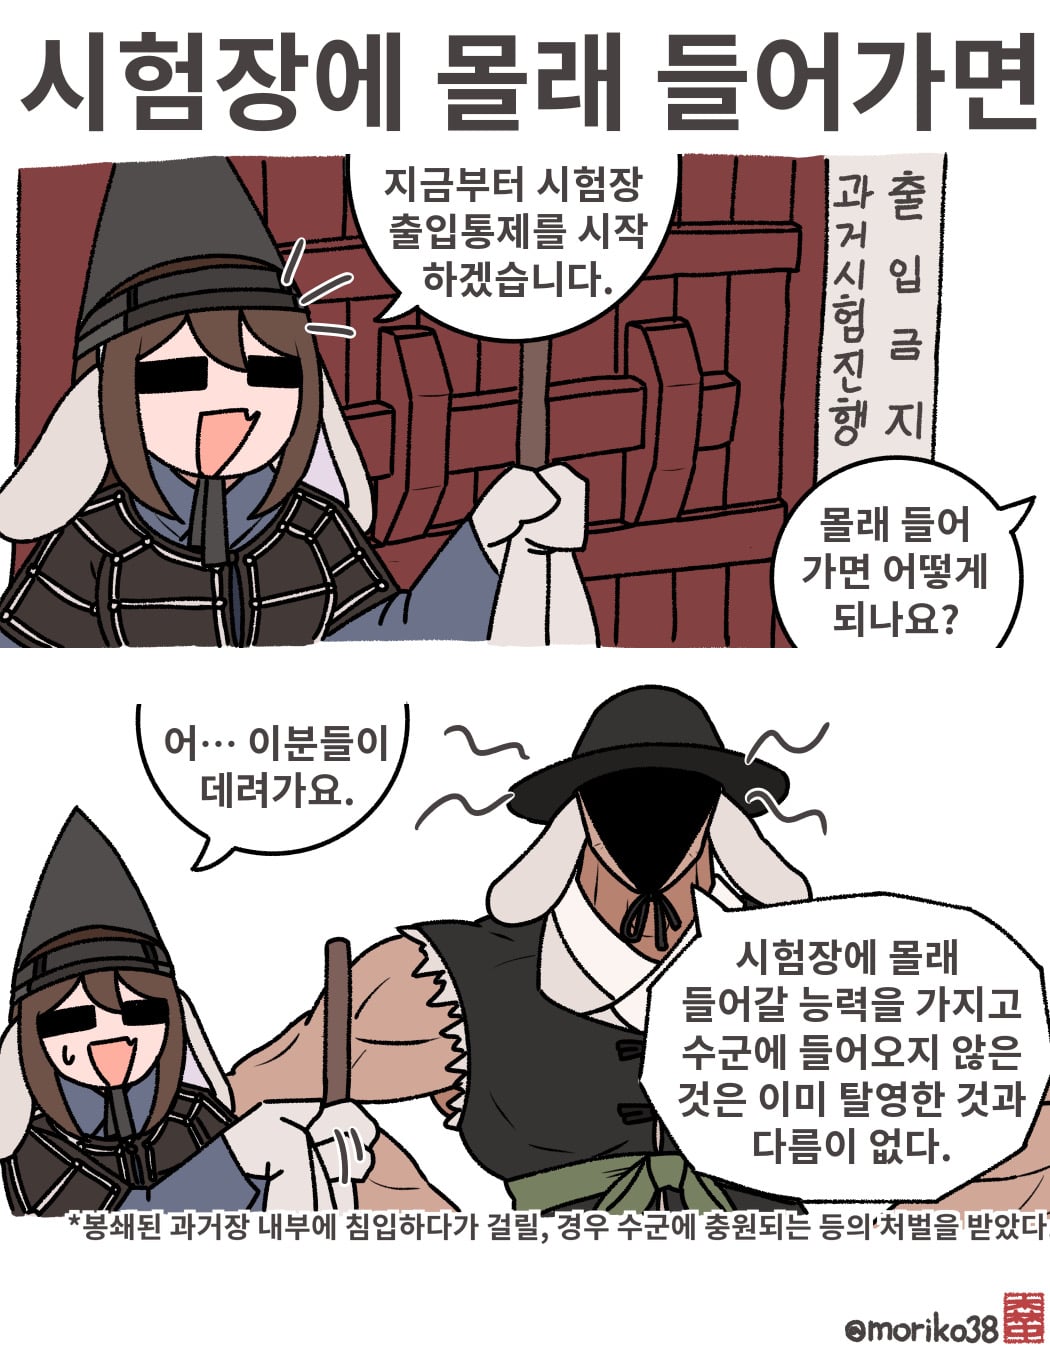 시험장에 몰래 들어가면
지금부터 시험장
출입통제를 시작
하겠습니다.
출입금지
과거시험진행
몰래 들어
가면 어떻게
되나요?
어… 이분들이
데려가요.
시험장에 몰래
들어갈 능력을 가지고
수군에 들어오지 않은
것은 이미 탈영한 것과
다름이 없다.
*봉쇄된 과거장 내부에 침입하다가 걸릴, 경우 수군에 충원되는 등의 처벌을 받았다.
@moriko38